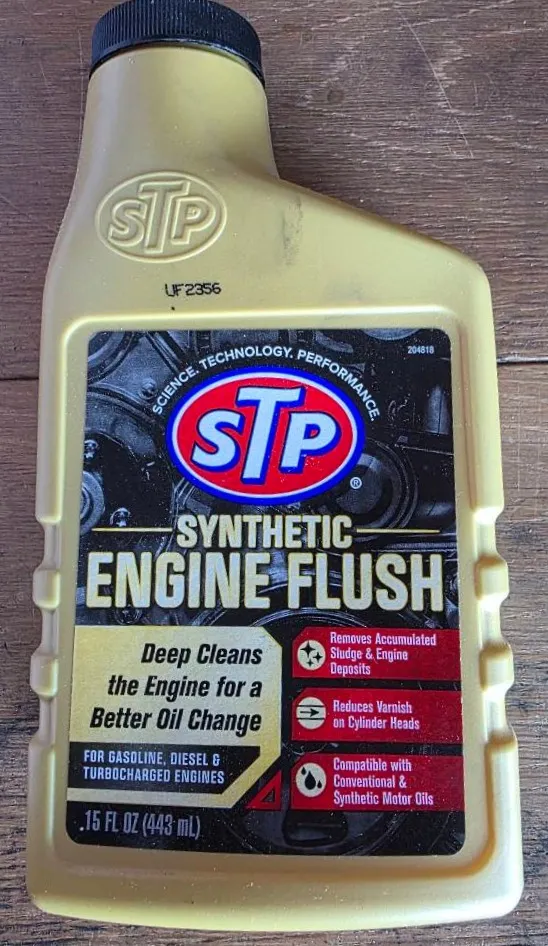 STP
UF2356
204818
SCIENCE. TECHNOLOGY. PERFORMANCE.
STP®
SYNTHETIC
ENGINE FLUSH
Deep Cleans
the Engine for a
Better Oil Change
FOR GASOLINE, DIESEL &
TURBOCHARGED ENGINES
Removes Accumulated
Sludge & Engine
Deposits
Reduces Varnish
on Cylinder Heads
Compatible with
Conventional &
Synthetic Motor Oils
.15 FL OZ (443 mL)